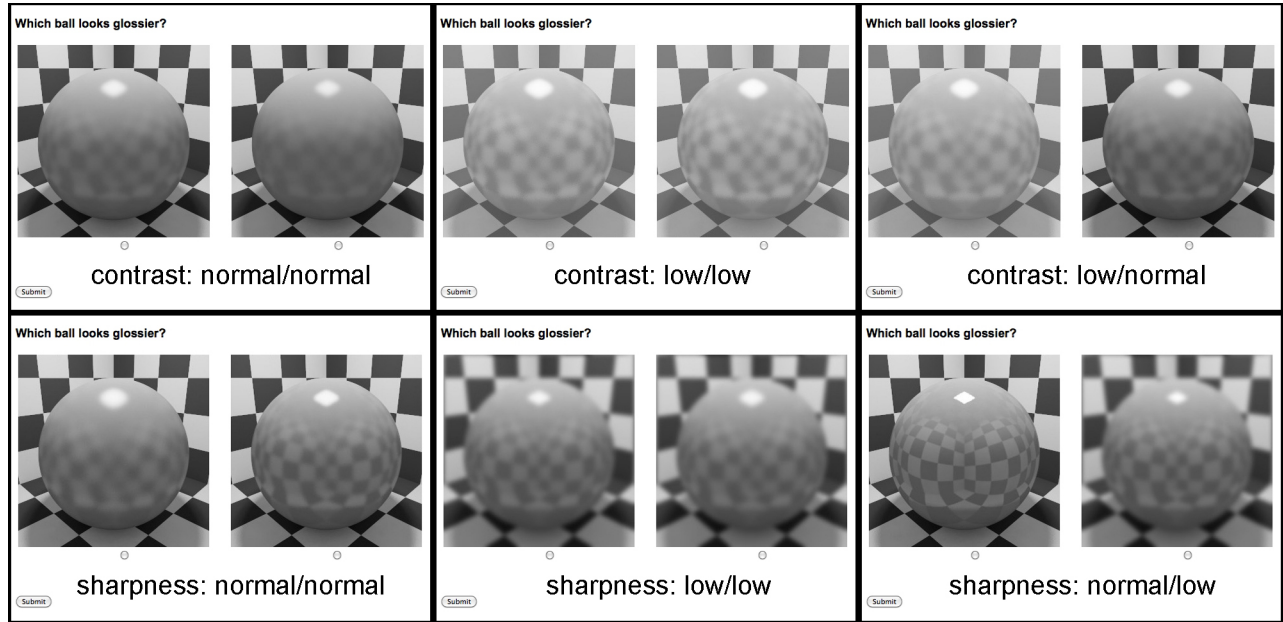 Which ball looks glossier?
contrast: normal/normal
Submit
Which ball looks glossier?
contrast: low/low
Submit
Which ball looks glossier?
contrast: low/normal
Submit
Which ball looks glossier?
sharpness: normal/normal
Submit
Which ball looks glossier?
sharpness: low/low
Submit
Which ball looks glossier?
sharpness: normal/low
Submit